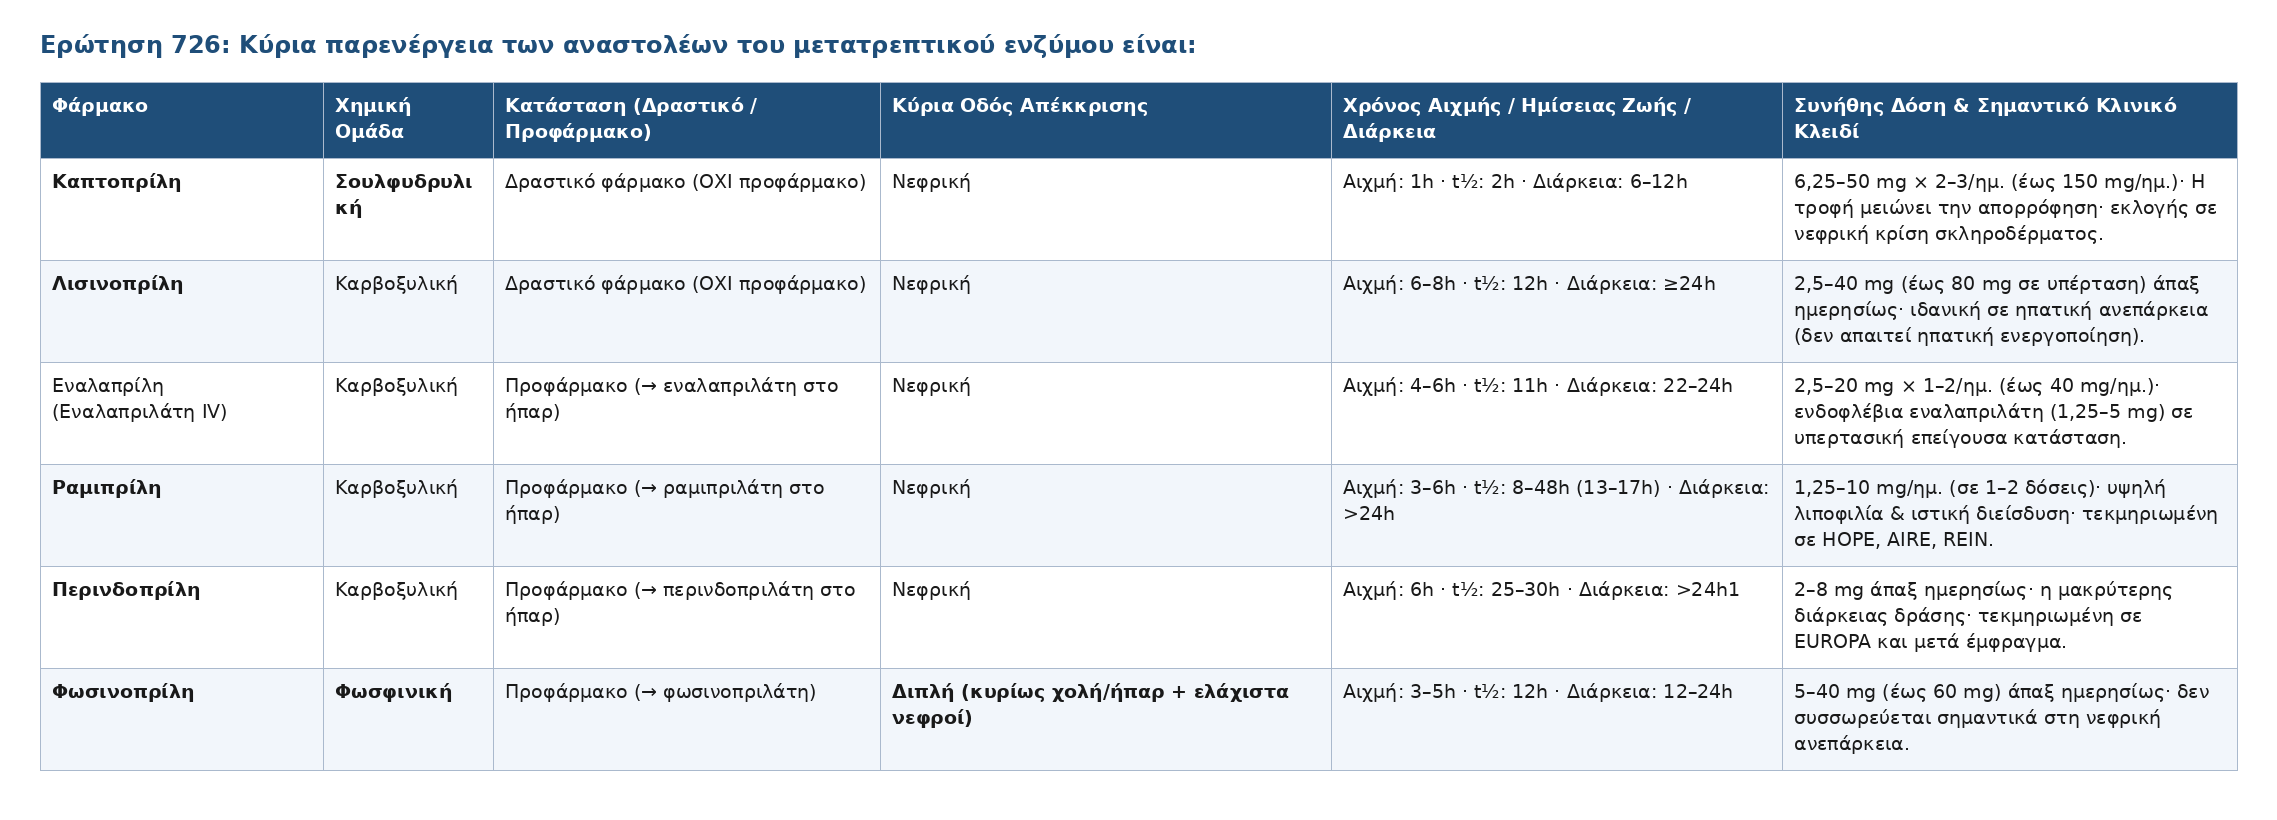 Ερώτηση 726: Κύρια παρενέργεια των αναστολέων του μετατρεπτικού ενζύμου είναι:
Φάρμακο
Χημική
Ομάδα
Κατάσταση (Δραστικό /
Προφάρμακο)
Κύρια Οδός Απέκκρισης
Χρόνος Αιχμής / Ημίσειας Ζωής /
Διάρκεια
Συνήθης Δόση & Σημαντικό Κλινικό
Κλειδί
Καπτοπρίλη
Σουλφυδρυλι
κή
Δραστικό φάρμακο (ΟΧΙ προφάρμακο)
Νεφρική
Αιχμή: 1h · t½: 2h · Διάρκεια: 6–12h
6,25–50 mg × 2–3/ημ. (έως 150 mg/ημ.)· Η
τροφή μειώνει την απορρόφηση· εκλογής σε
νεφρική κρίση σκληροδέρματος.
Λισινοπρίλη
Καρβοξυλική
Δραστικό φάρμακο (ΟΧΙ προφάρμακο)
Νεφρική
Αιχμή: 6–8h · t½: 12h · Διάρκεια: ≥24h
2,5–40 mg (έως 80 mg σε υπέρταση) άπαξ
ημερησίως· ιδανική σε ηπατική ανεπάρκεια
(δεν απαιτεί ηπατική ενεργοποίηση).
Εναλαπρίλη
(Εναλαπριλάτη IV)
Καρβοξυλική
Προφάρμακο (→ εναλαπριλάτη στο
ήπαρ)
Νεφρική
Αιχμή: 4–6h · t½: 11h · Διάρκεια: 22–24h
2,5–20 mg × 1–2/ημ. (έως 40 mg/ημ.)·
ενδοφλέβια εναλαπριλάτη (1,25–5 mg) σε
υπερτασική επείγουσα κατάσταση.
Ραμιπρίλη
Καρβοξυλική
Προφάρμακο (→ ραμιπριλάτη στο
ήπαρ)
Νεφρική
Αιχμή: 3–6h · t½: 8–48h (13–17h) · Διάρκεια:
>24h
1,25–10 mg/ημ. (σε 1–2 δόσεις)· υψηλή
λιποφιλία & ιστική διείσδυση· τεκμηριωμένη
σε HOPE, AIRE, REIN.
Περινδοπρίλη
Καρβοξυλική
Προφάρμακο (→ περινδοπριλάτη στο
ήπαρ)
Νεφρική
Αιχμή: 6h · t½: 25–30h · Διάρκεια: >24h1
2–8 mg άπαξ ημερησίως· η μακρύτερης
διάρκειας δράσης· τεκμηριωμένη σε
EUROPA και μετά έμφραγμα.
Φωσινοπρίλη
Φωσφινική
Προφάρμακο (→ φωσινοπριλάτη)
Διπλή (κυρίως χολή/ήπαρ + ελάχιστα
νεφροί)
Αιχμή: 3–5h · t½: 12h · Διάρκεια: 12–24h
5–40 mg (έως 60 mg) άπαξ ημερησίως· δεν
συσσωρεύεται σημαντικά στη νεφρική
ανεπάρκεια.